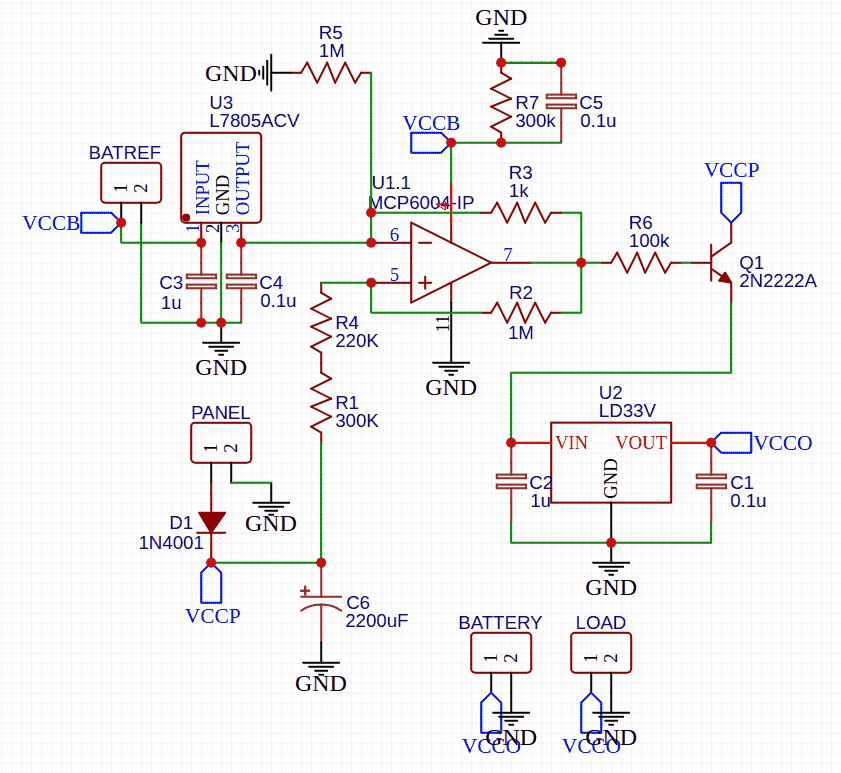 GND
R5
1M
GND
U3
L7805ACV
R7
300k
C5
0.1u
VCCB
BATREF
1
2
INPUT
GND
OUTPUT
VCCP
R3
1k
U1.1
MCP6004-IP
VCCB
1
2
3
6
7
5
R6
100k
Q1
2N2222A
C3
1u
C4
0.1u
R2
1M
11
R4
220K
GND
GND
R1
300K
U2
LD33V
PANEL
1
2
VIN
VOUT
GND
VCCO
C2
1u
C1
0.1u
D1
1N4001
GND
GND
VCCP
C6
2200uF
GND
BATTERY
1
2
LOAD
1
2
VCCO
GND
VCCO
GND